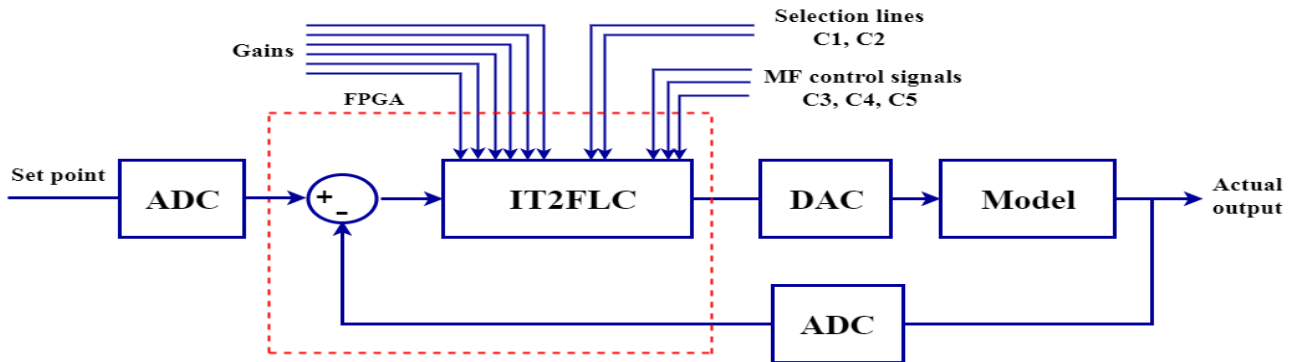 Selection lines
C1, C2
Gains
MF control signals
C3, C4, C5
FPGA
Set point
ADC
+
-
IT2FLC
DAC
Model
Actual
output
ADC